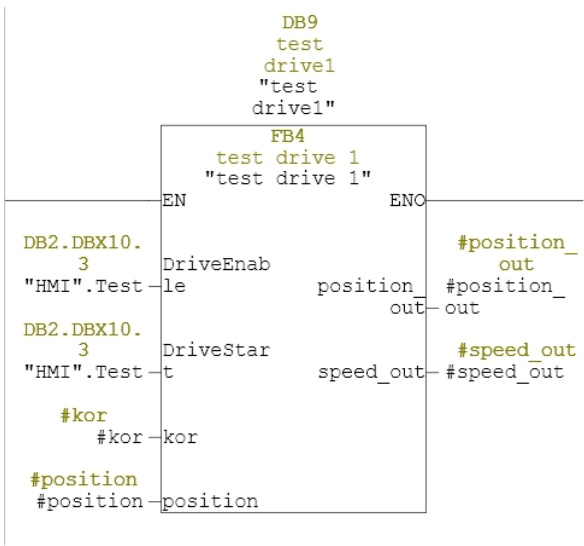 DB9
test
drive1
"test
drive1"
FB4
test drive 1
"test drive 1"
EN ENO
DB2.DBX10.
3
"HMI".Test
DriveEnab
le
position_
out
#position_
out
#position_
out
DB2.DBX10.
3
"HMI".Test
DriveStar
t
speed_out
#speed_out
#speed_out
#kor
#kor
kor
#position
#position
position